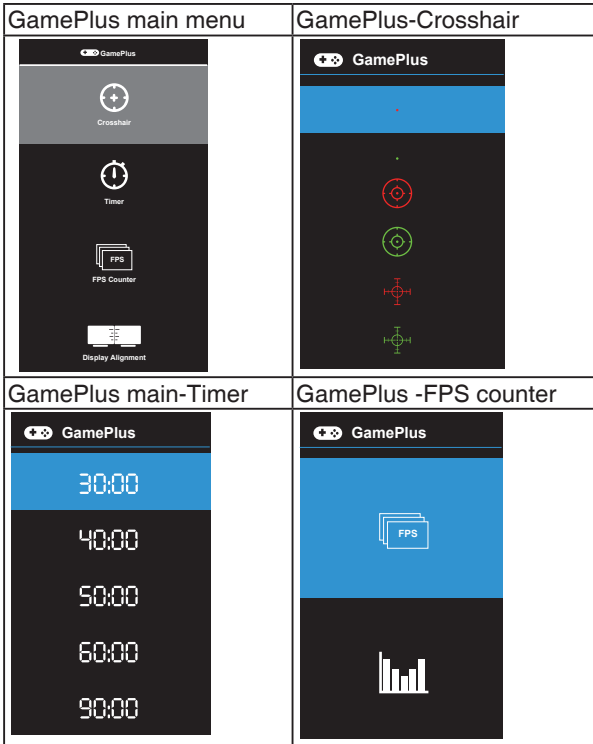 GamePlus main menu
GamePlus-Crosshair
GamePlus
Crosshair
Timer
FPS
FPS Counter
Display Alignment
GamePlus
GamePlus main-Timer
GamePlus -FPS counter
GamePlus
30:00
40:00
50:00
60:00
90:00
GamePlus
FPS